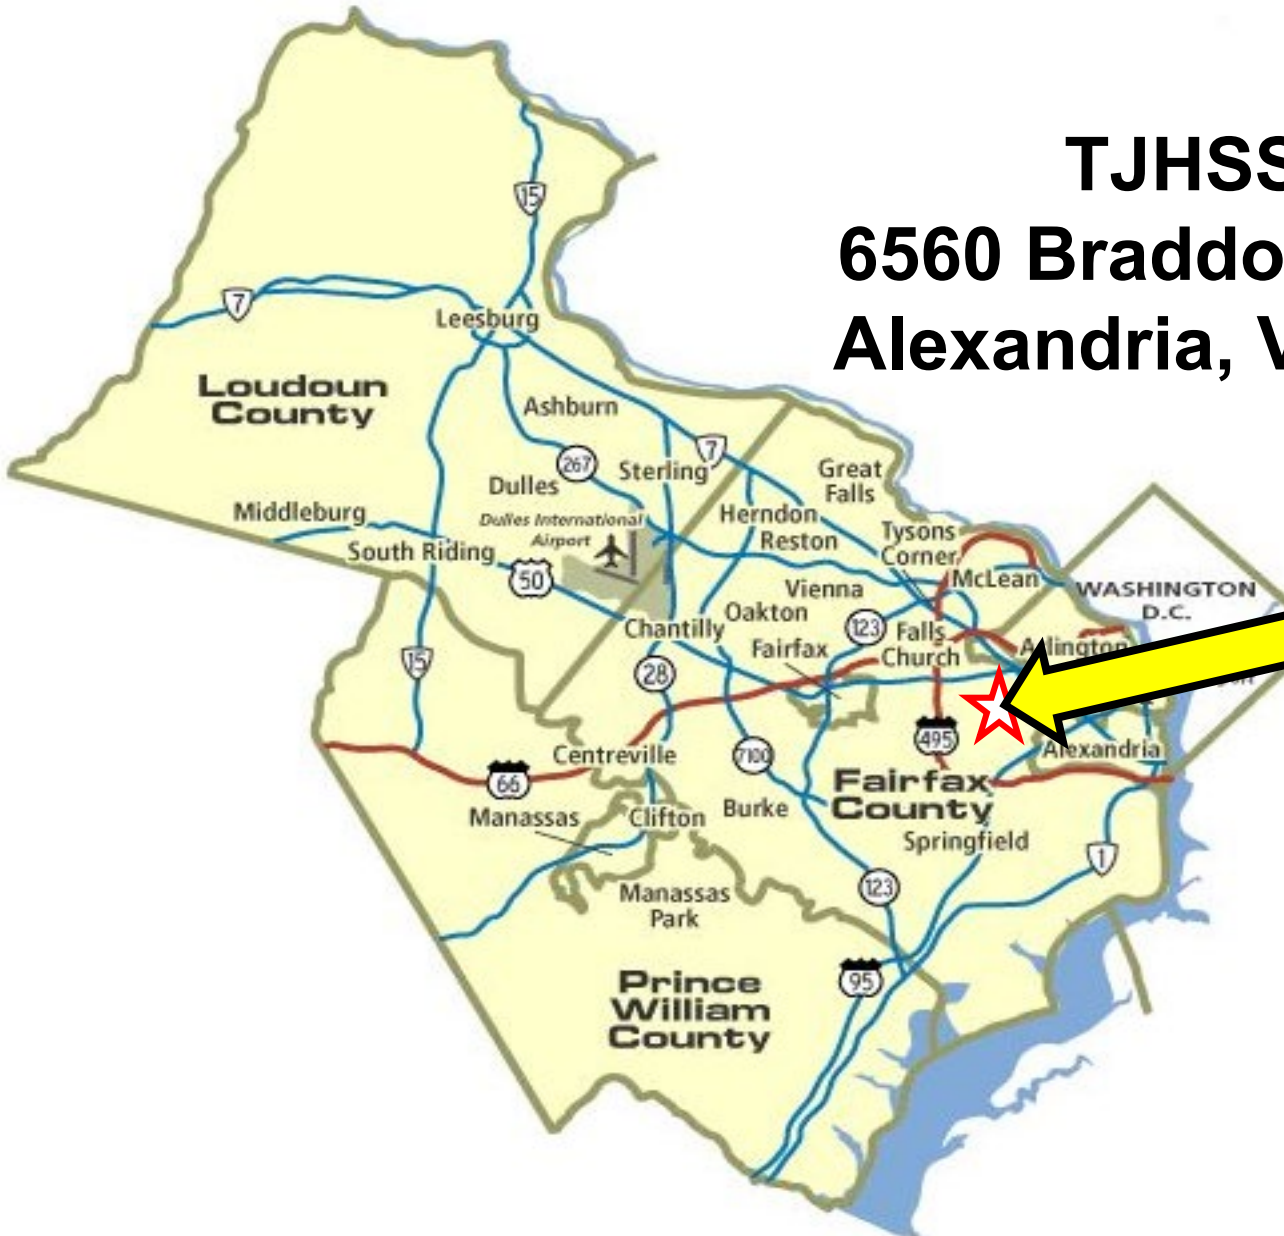 TJHSS
6560 Braddo
Alexandria, V
15
7
Leesburg
Loudoun
County
Ashburn
267
Sterling
7
Great
Falls
Dulles
Middleburg
Dulles International
Airport
Herndon
Reston
Tysons
Corner
South Riding
50
McLean
Vienna
WASHINGTON
D.C.
Oakton
Chantilly
123
Falls
Church
Fairfax
Arlington
15
28
495
Alexandria
Centreville
7100
66
Fairfax
County
Manassas
Clifton
Burke
Springfield
1
123
Manassas
Park
95
Prince
William
County